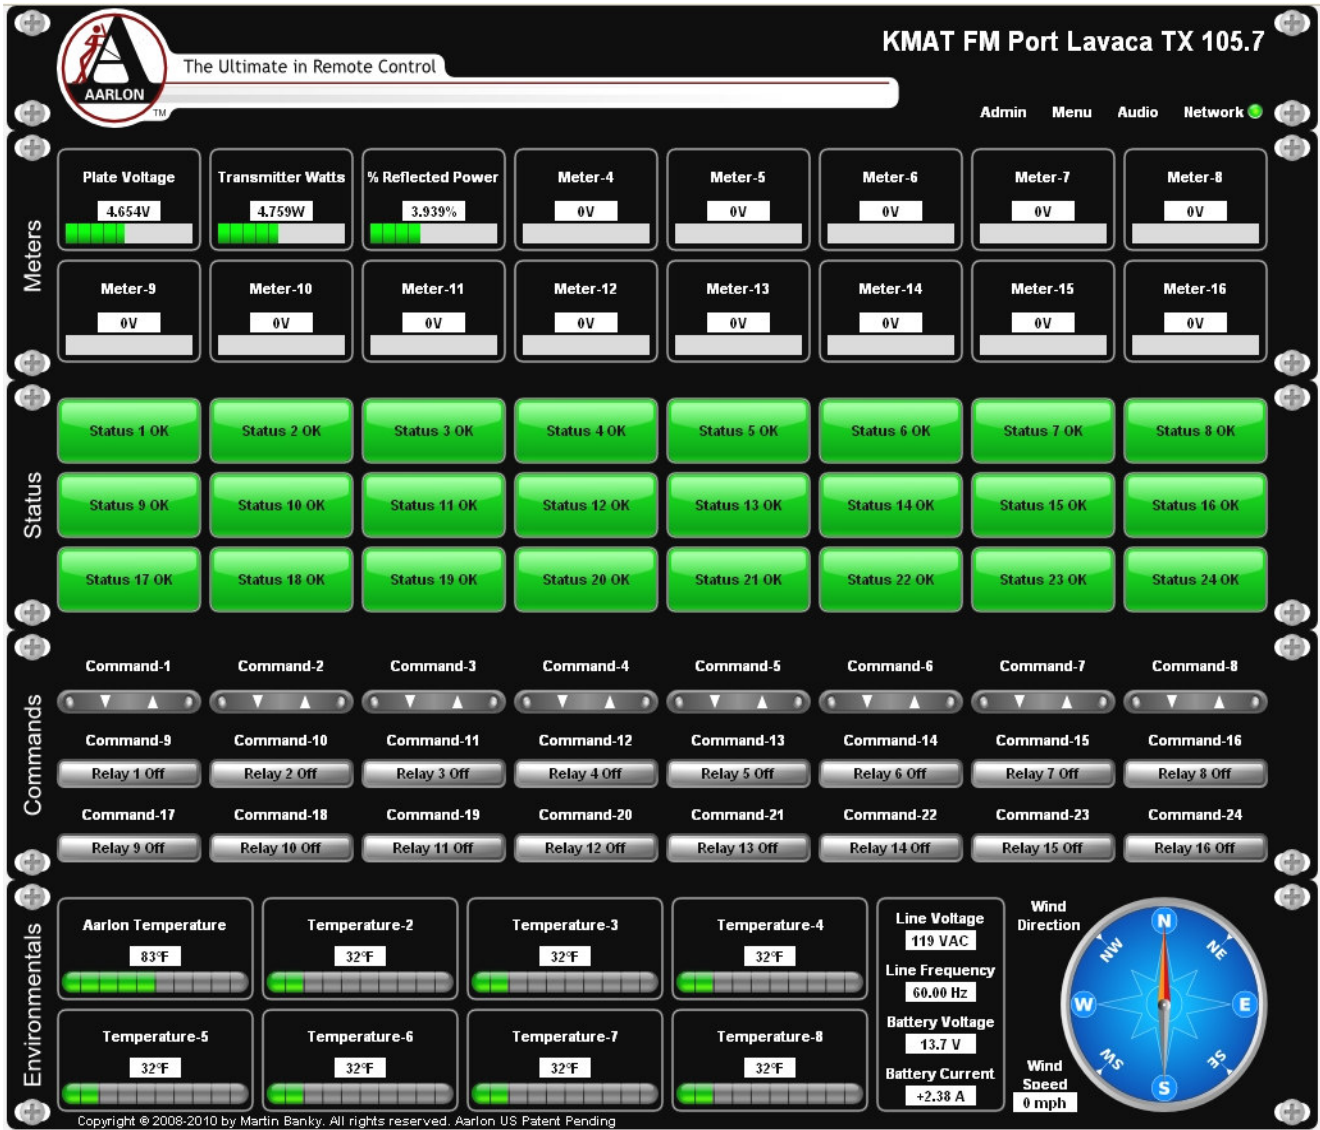 KMAT FM Port Lavaca TX 105.7
The Ultimate in Remote Control
AARLON
TM
Admin Menu Audio Network
Meters
Plate Voltage Transmitter Watts % Reflected Power Meter-4 Meter-5 Meter-6 Meter-7 Meter-8
4.654V 4.759W 3.939% 0V 0V 0V 0V 0V
Meter-9 Meter-10 Meter-11 Meter-12 Meter-13 Meter-14 Meter-15 Meter-16
0V 0V 0V 0V 0V 0V 0V 0V
Status
Status 1 OK Status 2 OK Status 3 OK Status 4 OK Status 5 OK Status 6 OK Status 7 OK Status 8 OK
Status 9 OK Status 10 OK Status 11 OK Status 12 OK Status 13 OK Status 14 OK Status 15 OK Status 16 OK
Status 17 OK Status 18 OK Status 19 OK Status 20 OK Status 21 OK Status 22 OK Status 23 OK Status 24 OK
Commands
Command-1 Command-2 Command-3 Command-4 Command-5 Command-6 Command-7 Command-8
Command-9 Command-10 Command-11 Command-12 Command-13 Command-14 Command-15 Command-16
Relay 1 Off Relay 2 Off Relay 3 Off Relay 4 Off Relay 5 Off Relay 6 Off Relay 7 Off Relay 8 Off
Command-17 Command-18 Command-19 Command-20 Command-21 Command-22 Command-23 Command-24
Relay 9 Off Relay 10 Off Relay 11 Off Relay 12 Off Relay 13 Off Relay 14 Off Relay 15 Off Relay 16 Off
Environmentals
Aarlon Temperature Temperature-2 Temperature-3 Temperature-4
83°F 32°F 32°F 32°F
Temperature-5 Temperature-6 Temperature-7 Temperature-8
32°F 32°F 32°F 32°F
Line Voltage
119 VAC
Line Frequency
60.00 Hz
Battery Voltage
13.7 V
Battery Current
+2.38 A
Wind
Direction
N
NW NE
W E
SW SE
S
Wind
Speed
0 mph
Copyright © 2008-2010 by Martin Banky. All rights reserved. Aarlon US Patent Pending